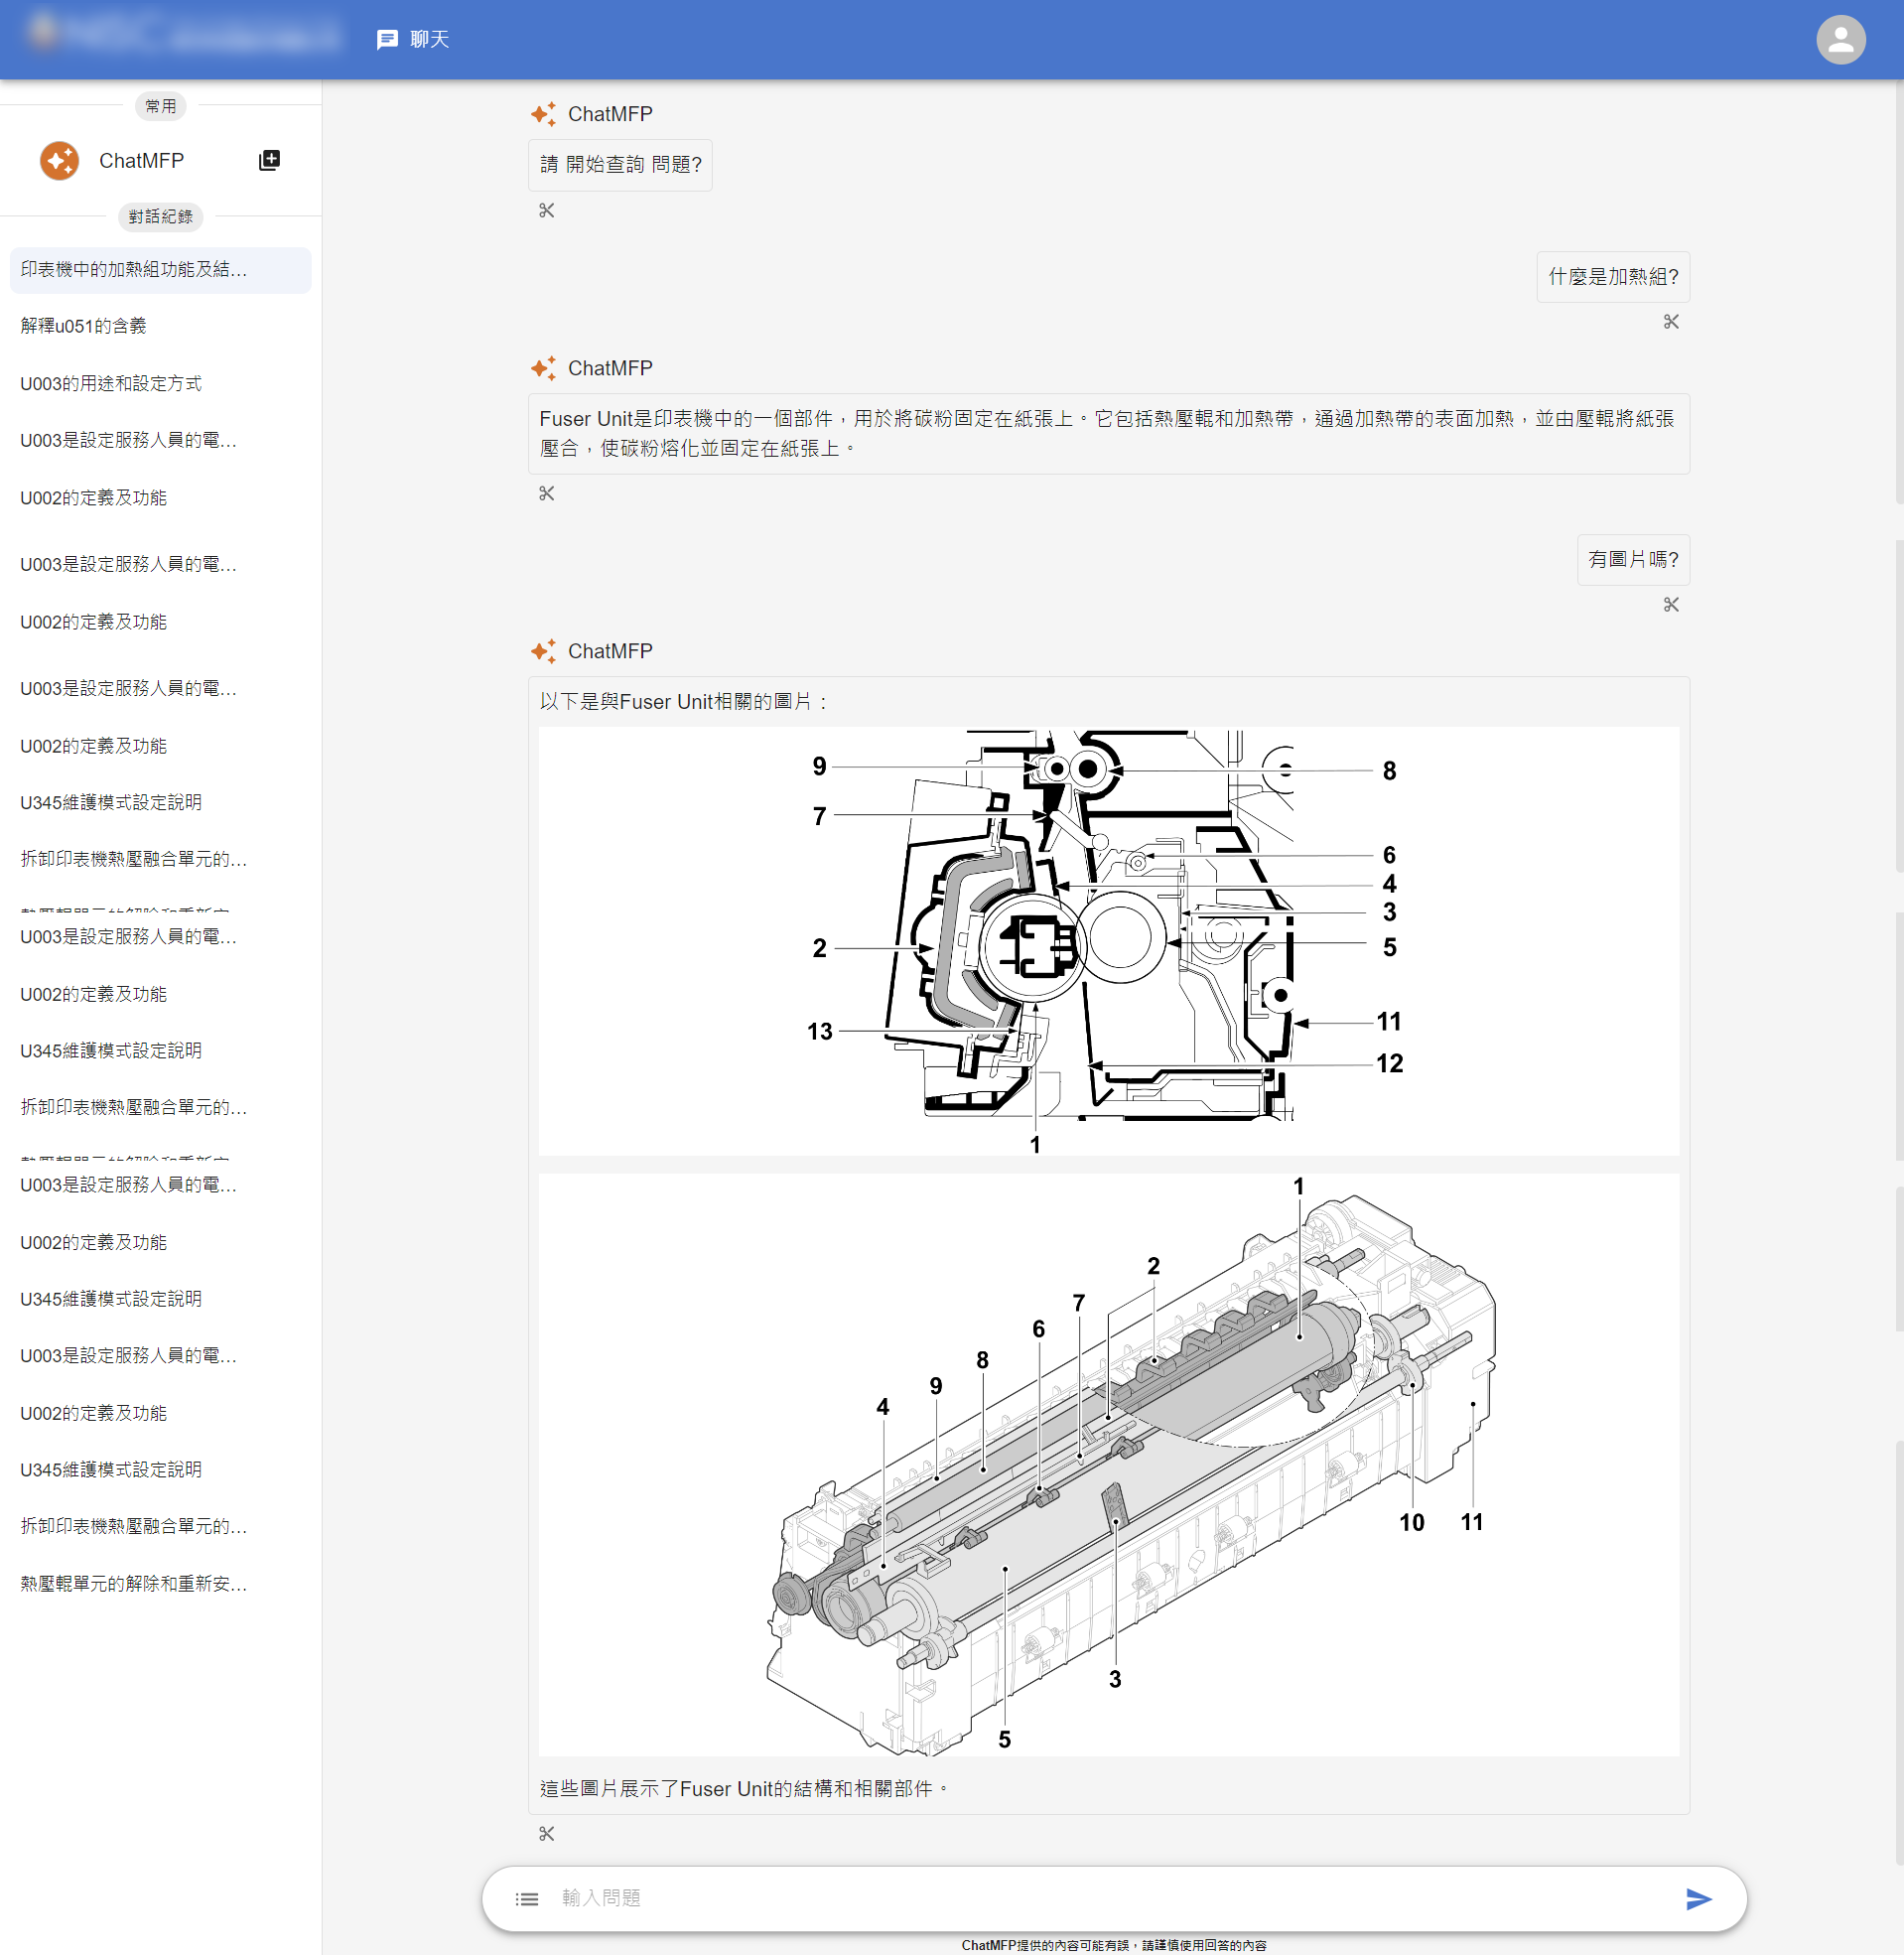 聊天
常用
ChatMFP
對話紀錄
印表機中的加熱組功能及結...
解釋u051的含義
U003的用途和設定方式
U003是設定服務人員的電...
U002的定義及功能
U003是設定服務人員的電...
U002的定義及功能
U003是設定服務人員的電...
U002的定義及功能
U345維護模式設定說明
拆卸印表機熱壓融合單元的...
U003是設定服務人員的電...
U002的定義及功能
U345維護模式設定說明
拆卸印表機熱壓融合單元的...
U003是設定服務人員的電...
U002的定義及功能
U345維護模式設定說明
U003是設定服務人員的電...
U002的定義及功能
U345維護模式設定說明
拆卸印表機熱壓融合單元的...
熱壓輥單元的解除和重新安...
ChatMFP
請 開始查詢 問題?
什麼是加熱組?
ChatMFP
Fuser Unit是印表機中的一個部件，用於將碳粉固定在紙張上。它包括熱壓輥和加熱帶，通過加熱帶的表面加熱，並由壓輥將紙張
壓合，使碳粉熔化並固定在紙張上。
有圖片嗎?
ChatMFP
以下是與Fuser Unit相關的圖片：
9
8
7
6
4
3
2
5
13
11
12
1
1
2
7
6
8
9
4
10
11
3
5
這些圖片展示了Fuser Unit的結構和相關部件。
輸入問題
ChatMFP提供的內容可能有誤，請謹慎使用回答的內容